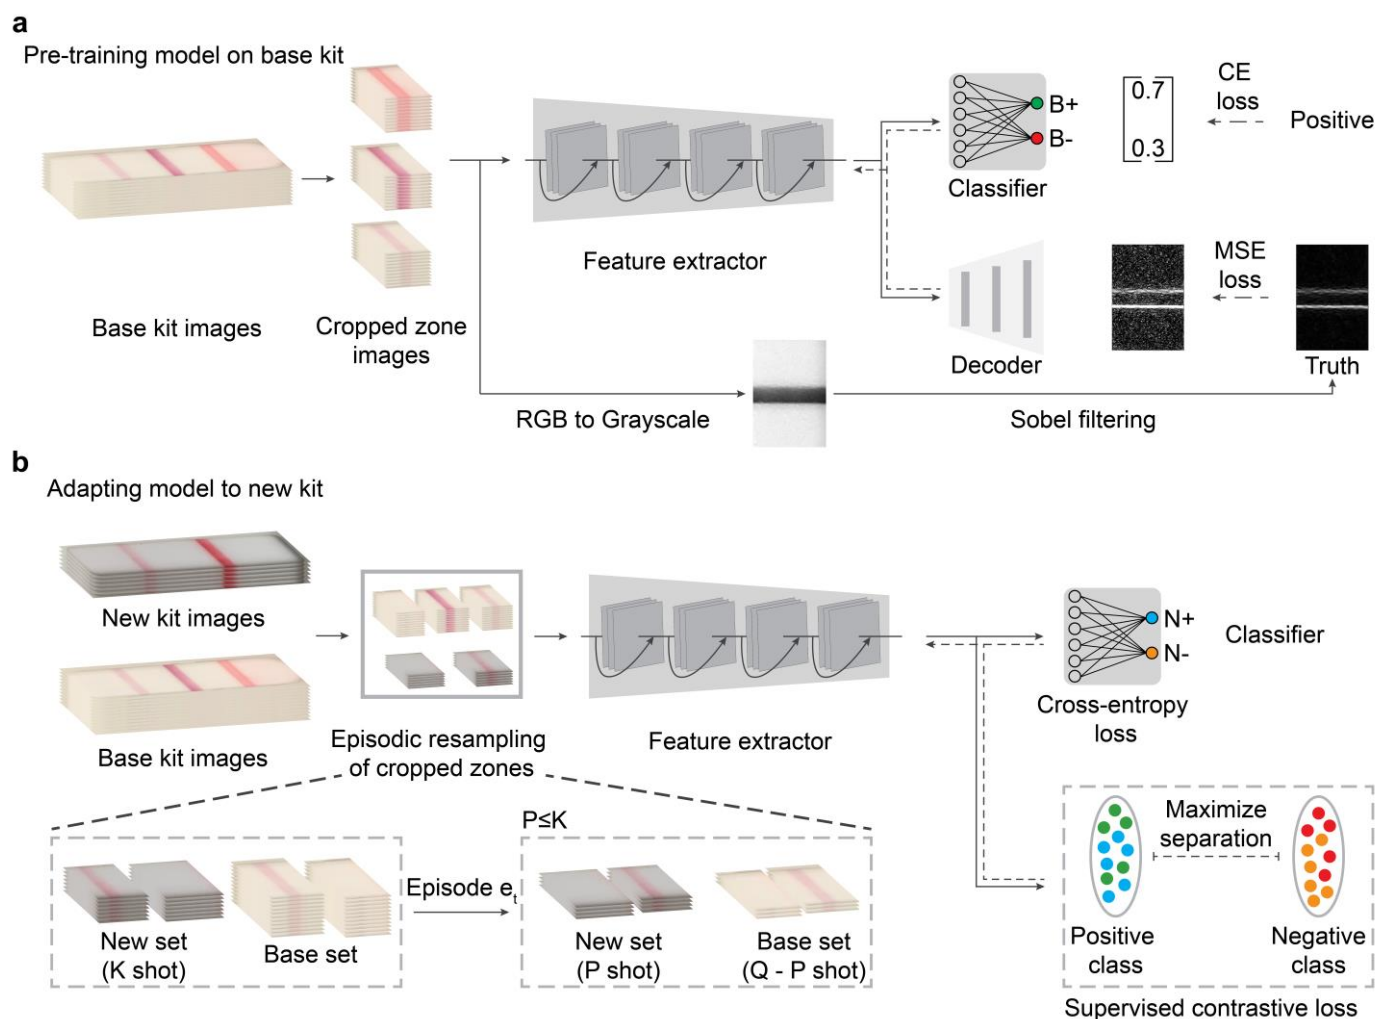 a
Pre-training model on base kit
Base kit images
Cropped zone
images
Feature extractor
B+
B-
Classifier
0.7
0.3
CE
loss
Positive
Decoder
MSE
loss
Truth
RGB to Grayscale
Sobel filtering
b
Adapting model to new kit
New kit images
Base kit images
Episodic resampling
of cropped zones
Feature extractor
N+
N-
Classifier
Cross-entropy
loss
P≤K
New set
(K shot)
Base set
Episode e_t
New set
(P shot)
Base set
(Q - P shot)
Maximize
separation
Positive
class
Negative
class
Supervised contrastive loss